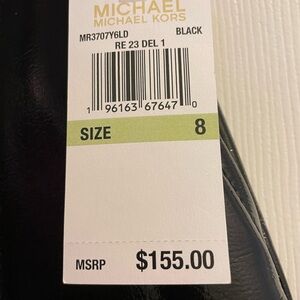 MICHAEL
MICHAEL KORS
MR3707Y6LD BLACK
RE 23 DEL 1
1 96163 67647 0
SIZE 8
MSRP $155.00